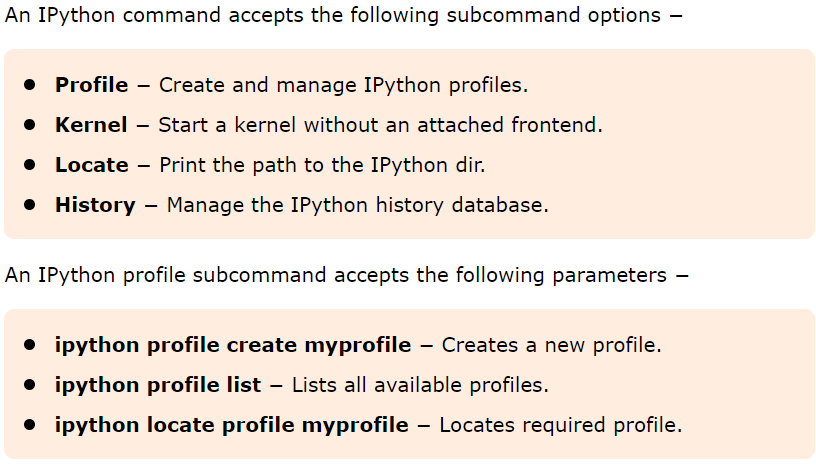 An IPython command accepts the following subcommand options −
● Profile − Create and manage IPython profiles.
● Kernel − Start a kernel without an attached frontend.
● Locate − Print the path to the IPython dir.
● History − Manage the IPython history database.
An IPython profile subcommand accepts the following parameters −
● ipython profile create myprofile − Creates a new profile.
● ipython profile list − Lists all available profiles.
● ipython locate profile myprofile − Locates required profile.